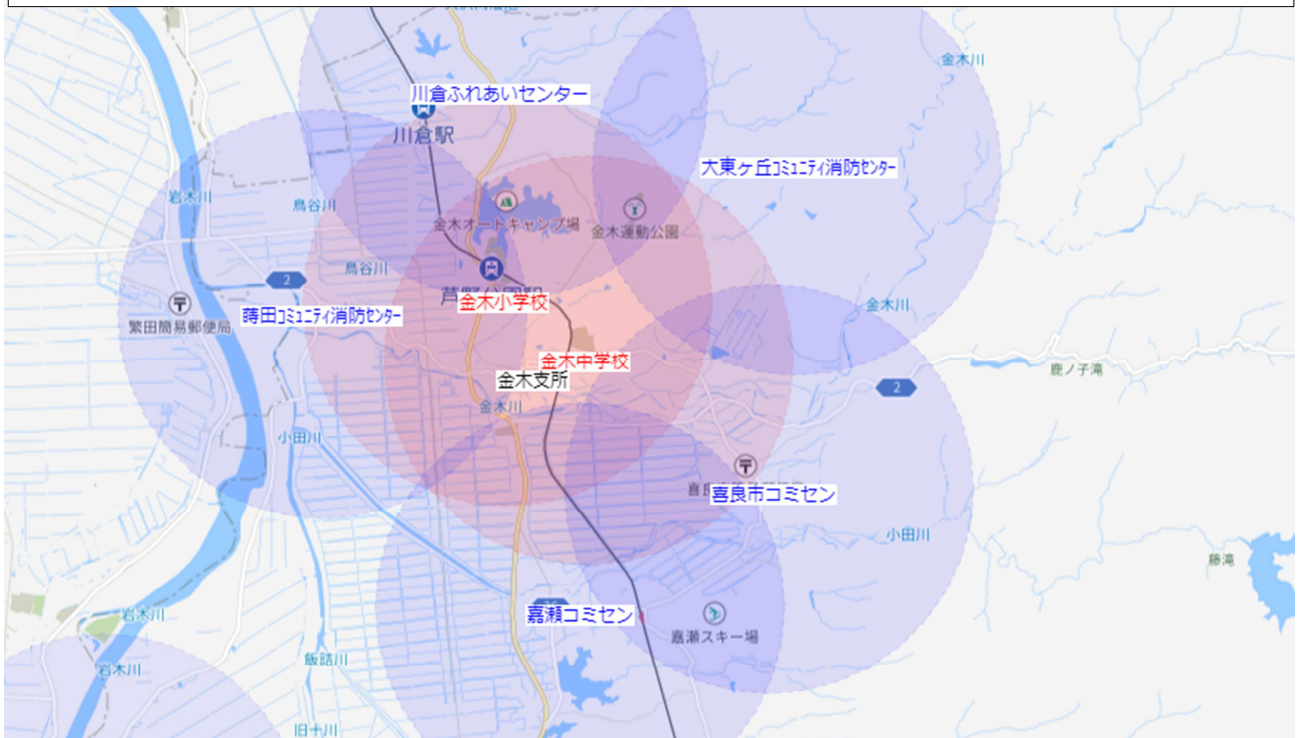 金木川
川倉ふれあいセンター
川倉駅
大東ヶ丘コミュニティ消防センター
岩木川
鳥谷川
金木オートキャンプ場
金木運動公園
鳥谷川
2
金木小学校
金木川
繁田簡易郵便局
蒔田コミュニティ消防センター
金木中学校
鹿ノ子滝
金木支所
2
金木川
小田川
喜良市コミセン
小田川
藤滝
岩木川
嘉瀬コミセン
嘉瀬スキー場
飯詰川
岩木川
旧十川